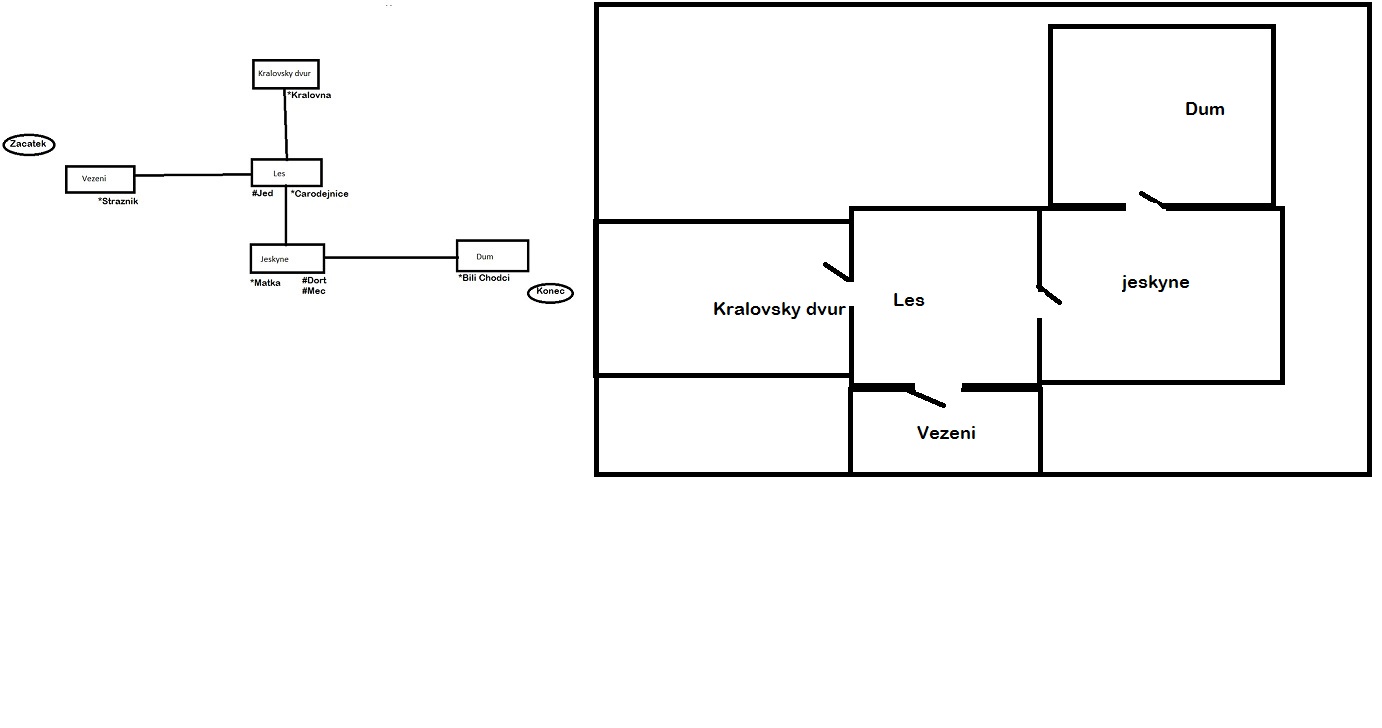 Kralovsky dvur
*Kralovna
Zacatek
Vezeni
*Straznik
Les
#Jed
*Carodejnice
Jeskyne
*Matka
#Dort
#Mec
Dum
*Bili Chodci
Konec
Dum
Kralovsky dvur
Les
jeskyne
Vezeni